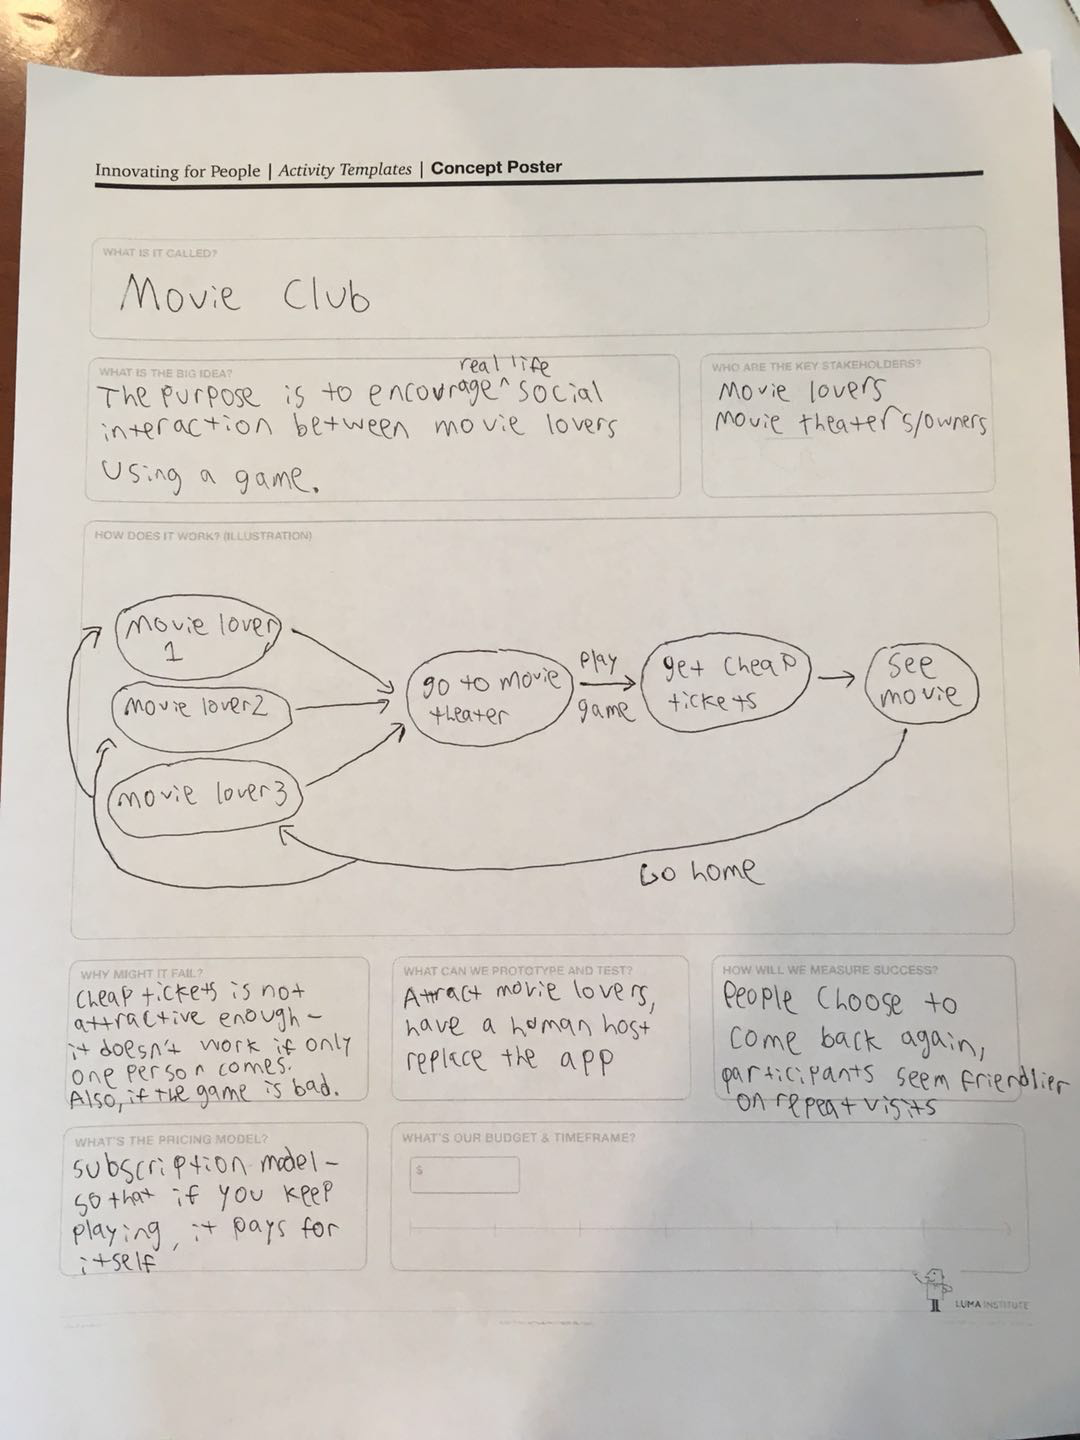 Innovating for People | Activity Templates | Concept Poster
WHAT IS IT CALLED?
Movie Club
WHAT IS THE BIG IDEA?
real life
The purpose is to encourage ^ social
interaction between movie lovers
using a game.
WHO ARE THE KEY STAKEHOLDERS?
Movie lovers
Movie theaters/owners
HOW DOES IT WORK? (ILLUSTRATION)
Movie lover
1
Movie lover2
Movie lover3
go to movie
theater
play
game
get cheap
tickets
see
movie
Go home
WHY MIGHT IT FAIL?
Cheap tickets is not
attractive enough-
it doesn't work if only
one person comes.
Also, if the game is bad.
WHAT CAN WE PROTOTYPE AND TEST?
Attract movie lovers,
have a human host
replace the app
HOW WILL WE MEASURE SUCCESS?
People choose to
come back again,
participants seem friendlier
on repeat visits
WHAT'S THE PRICING MODEL?
subscription model-
so that if you keep
playing, it pays for
itself
WHAT'S OUR BUDGET & TIMEFRAME?
$
LUMA INSTITUTE